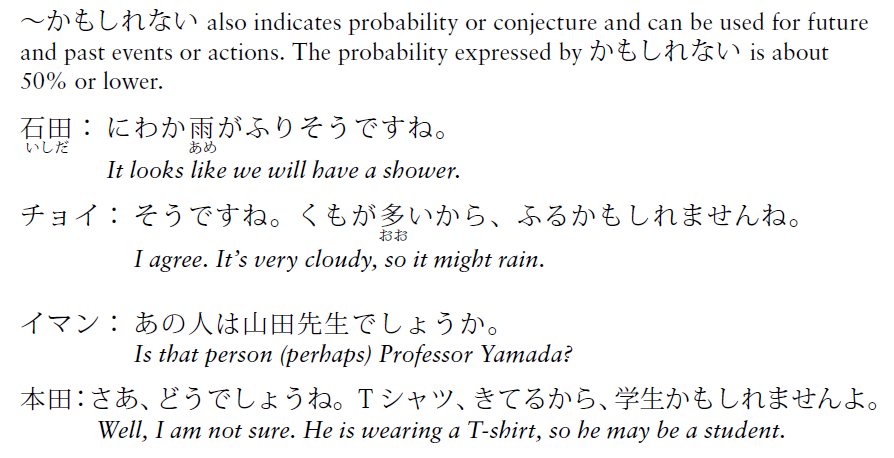 ～かもしれない also indicates probability or conjecture and can be used for future
and past events or actions. The probability expressed by かもしれない is about
50% or lower.
石田： にわか雨がふりそうですね。
いしだ あめ
It looks like we will have a shower.
チョイ： そうですね。くもが多いから、ふるかもしれませんね。
おお
I agree. It's very cloudy, so it might rain.
イマン： あの人は山田先生でしょうか。
Is that person (perhaps) Professor Yamada?
本田：さあ、どうでしょうね。Tシャツ、きてるから、学生かもしれませんよ。
Well, I am not sure. He is wearing a T-shirt, so he may be a student.